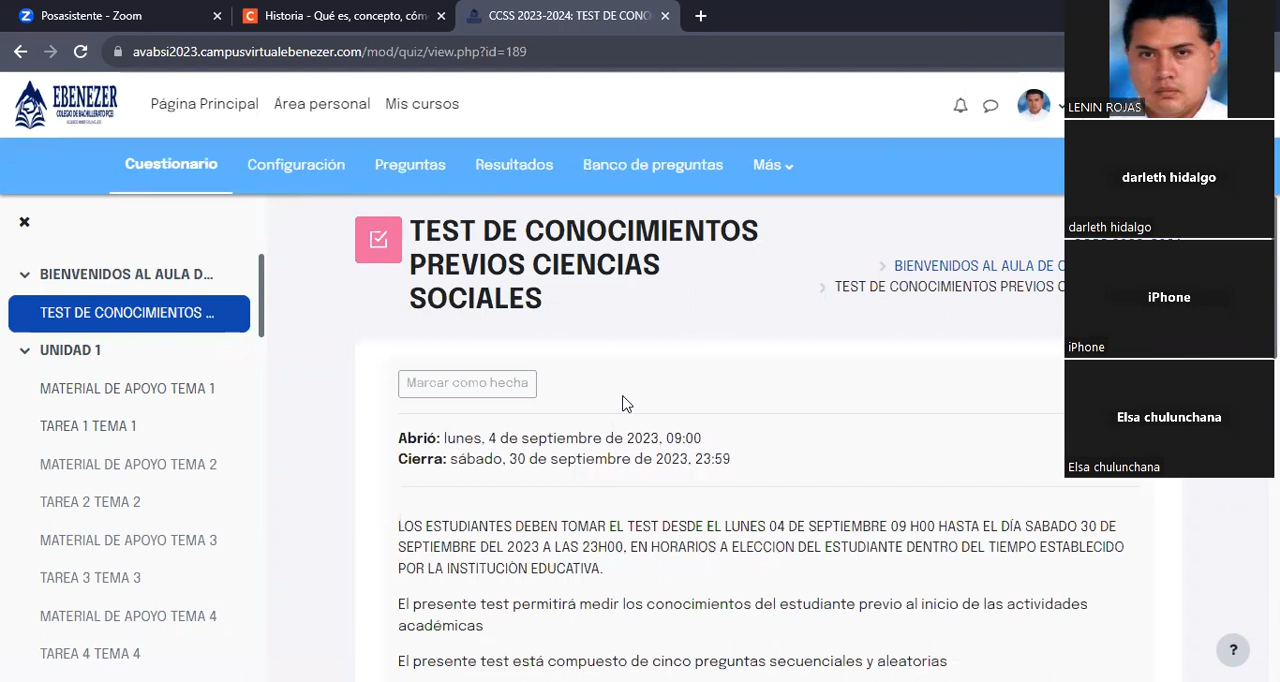 Posasistente - Zoom
Historia - Qué es, concepto, cóm
CCSS 2023-2024: TEST DE CONO
avabsi2023.campusvirtualebenezer.com/mod/quiz/view.php?id=189
EBENEZER
COLEGIO DE BACHILLERATO PCEI
Página Principal
Área personal
Mis cursos
LENIN ROJAS
Cuestionario
Configuración
Preguntas
Resultados
Banco de preguntas
Más
darleth hidalgo
darleth hidalgo
TEST DE CONOCIMIENTOS
PREVIOS CIENCIAS
SOCIALES
BIENVENIDOS AL AULA DE C
TEST DE CONOCIMIENTOS PREVIOS C
iPhone
iPhone
BIENVENIDOS AL AULA D...
TEST DE CONOCIMIENTOS ...
UNIDAD 1
MATERIAL DE APOYO TEMA 1
TAREA 1 TEMA 1
MATERIAL DE APOYO TEMA 2
TAREA 2 TEMA 2
MATERIAL DE APOYO TEMA 3
TAREA 3 TEMA 3
MATERIAL DE APOYO TEMA 4
TAREA 4 TEMA 4
Marcar como hecha
Abrió: lunes, 4 de septiembre de 2023, 09:00
Cierra: sábado, 30 de septiembre de 2023, 23:59
Elsa chulunchana
Elsa chulunchana
LOS ESTUDIANTES DEBEN TOMAR EL TEST DESDE EL LUNES 04 DE SEPTIEMBRE 09 H00 HASTA EL DÍA SABADO 30 DE
SEPTIEMBRE DEL 2023 A LAS 23H00, EN HORARIOS A ELECCION DEL ESTUDIANTE DENTRO DEL TIEMPO ESTABLECIDO
POR LA INSTITUCIÓN EDUCATIVA.
El presente test permitirá medir los conocimientos del estudiante previo al inicio de las actividades
académicas
El presente test está compuesto de cinco preguntas secuenciales y aleatorias
?